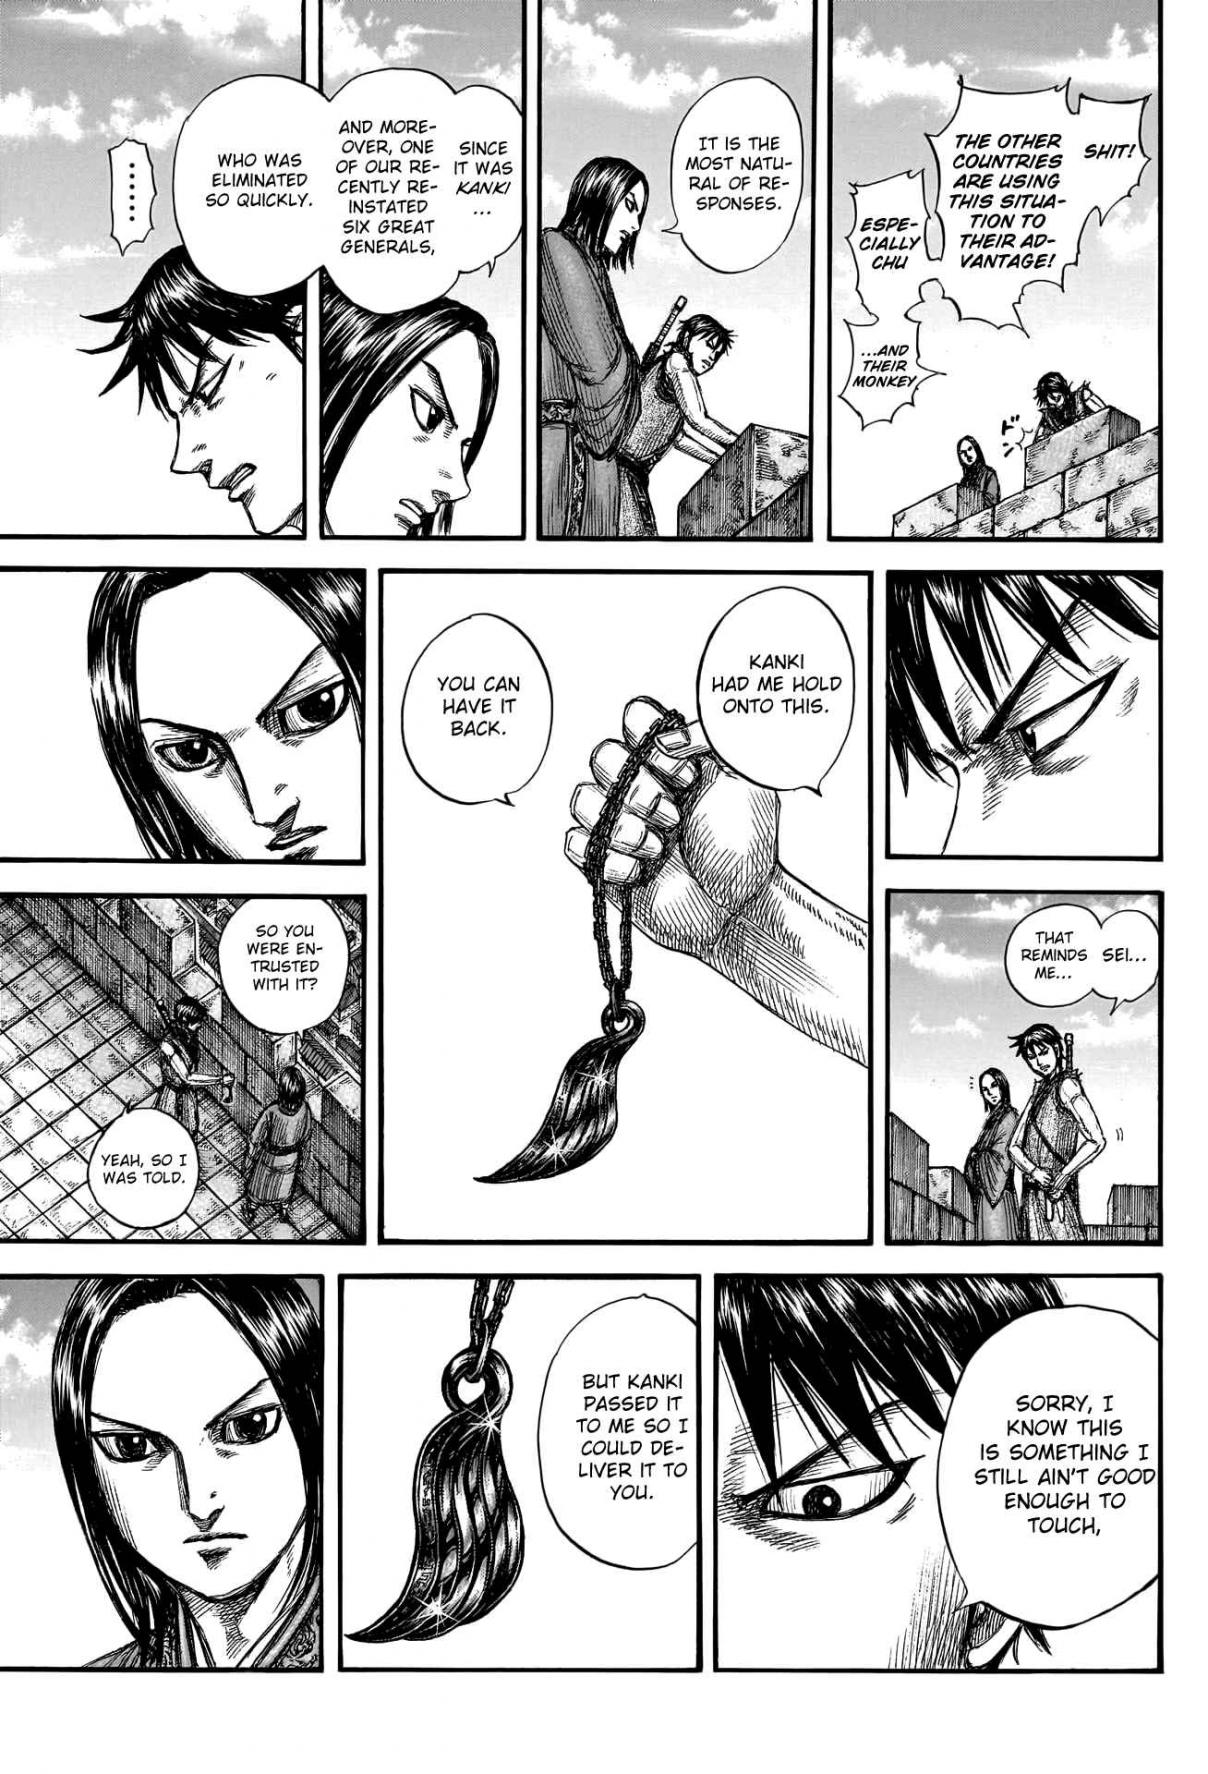 SHIT!
THE OTHER
COUNTRIES
ARE USING
THIS SITUA-
TION TO
THEIR AD-
VANTAGE!
ESPE-
CIALLY
CHU
...AND
THEIR
MONKEY.
ドン
IT IS THE
MOST NATU-
RAL OF RE-
SPONSES.
SINCE
IT WAS
KANKI
...
AND MORE-
OVER, ONE
OF OUR RE-
CENTLY RE-
INSTATED
SIX GREAT
GENERALS,
WHO WAS
ELIMINATED
SO QUICKLY.
......
SEI...
THAT
REMINDS
ME...
KANKI
HAD ME HOLD
ONTO THIS.
YOU CAN
HAVE IT
BACK.
SO YOU
WERE EN-
TRUSTED
WITH IT?
YEAH, SO I
WAS TOLD.
SORRY, I
KNOW THIS
IS SOMETHING I
STILL AIN'T GOOD
ENOUGH TO
TOUCH,
BUT KANKI
PASSED IT
TO ME SO I
COULD DE-
LIVER IT TO
YOU.